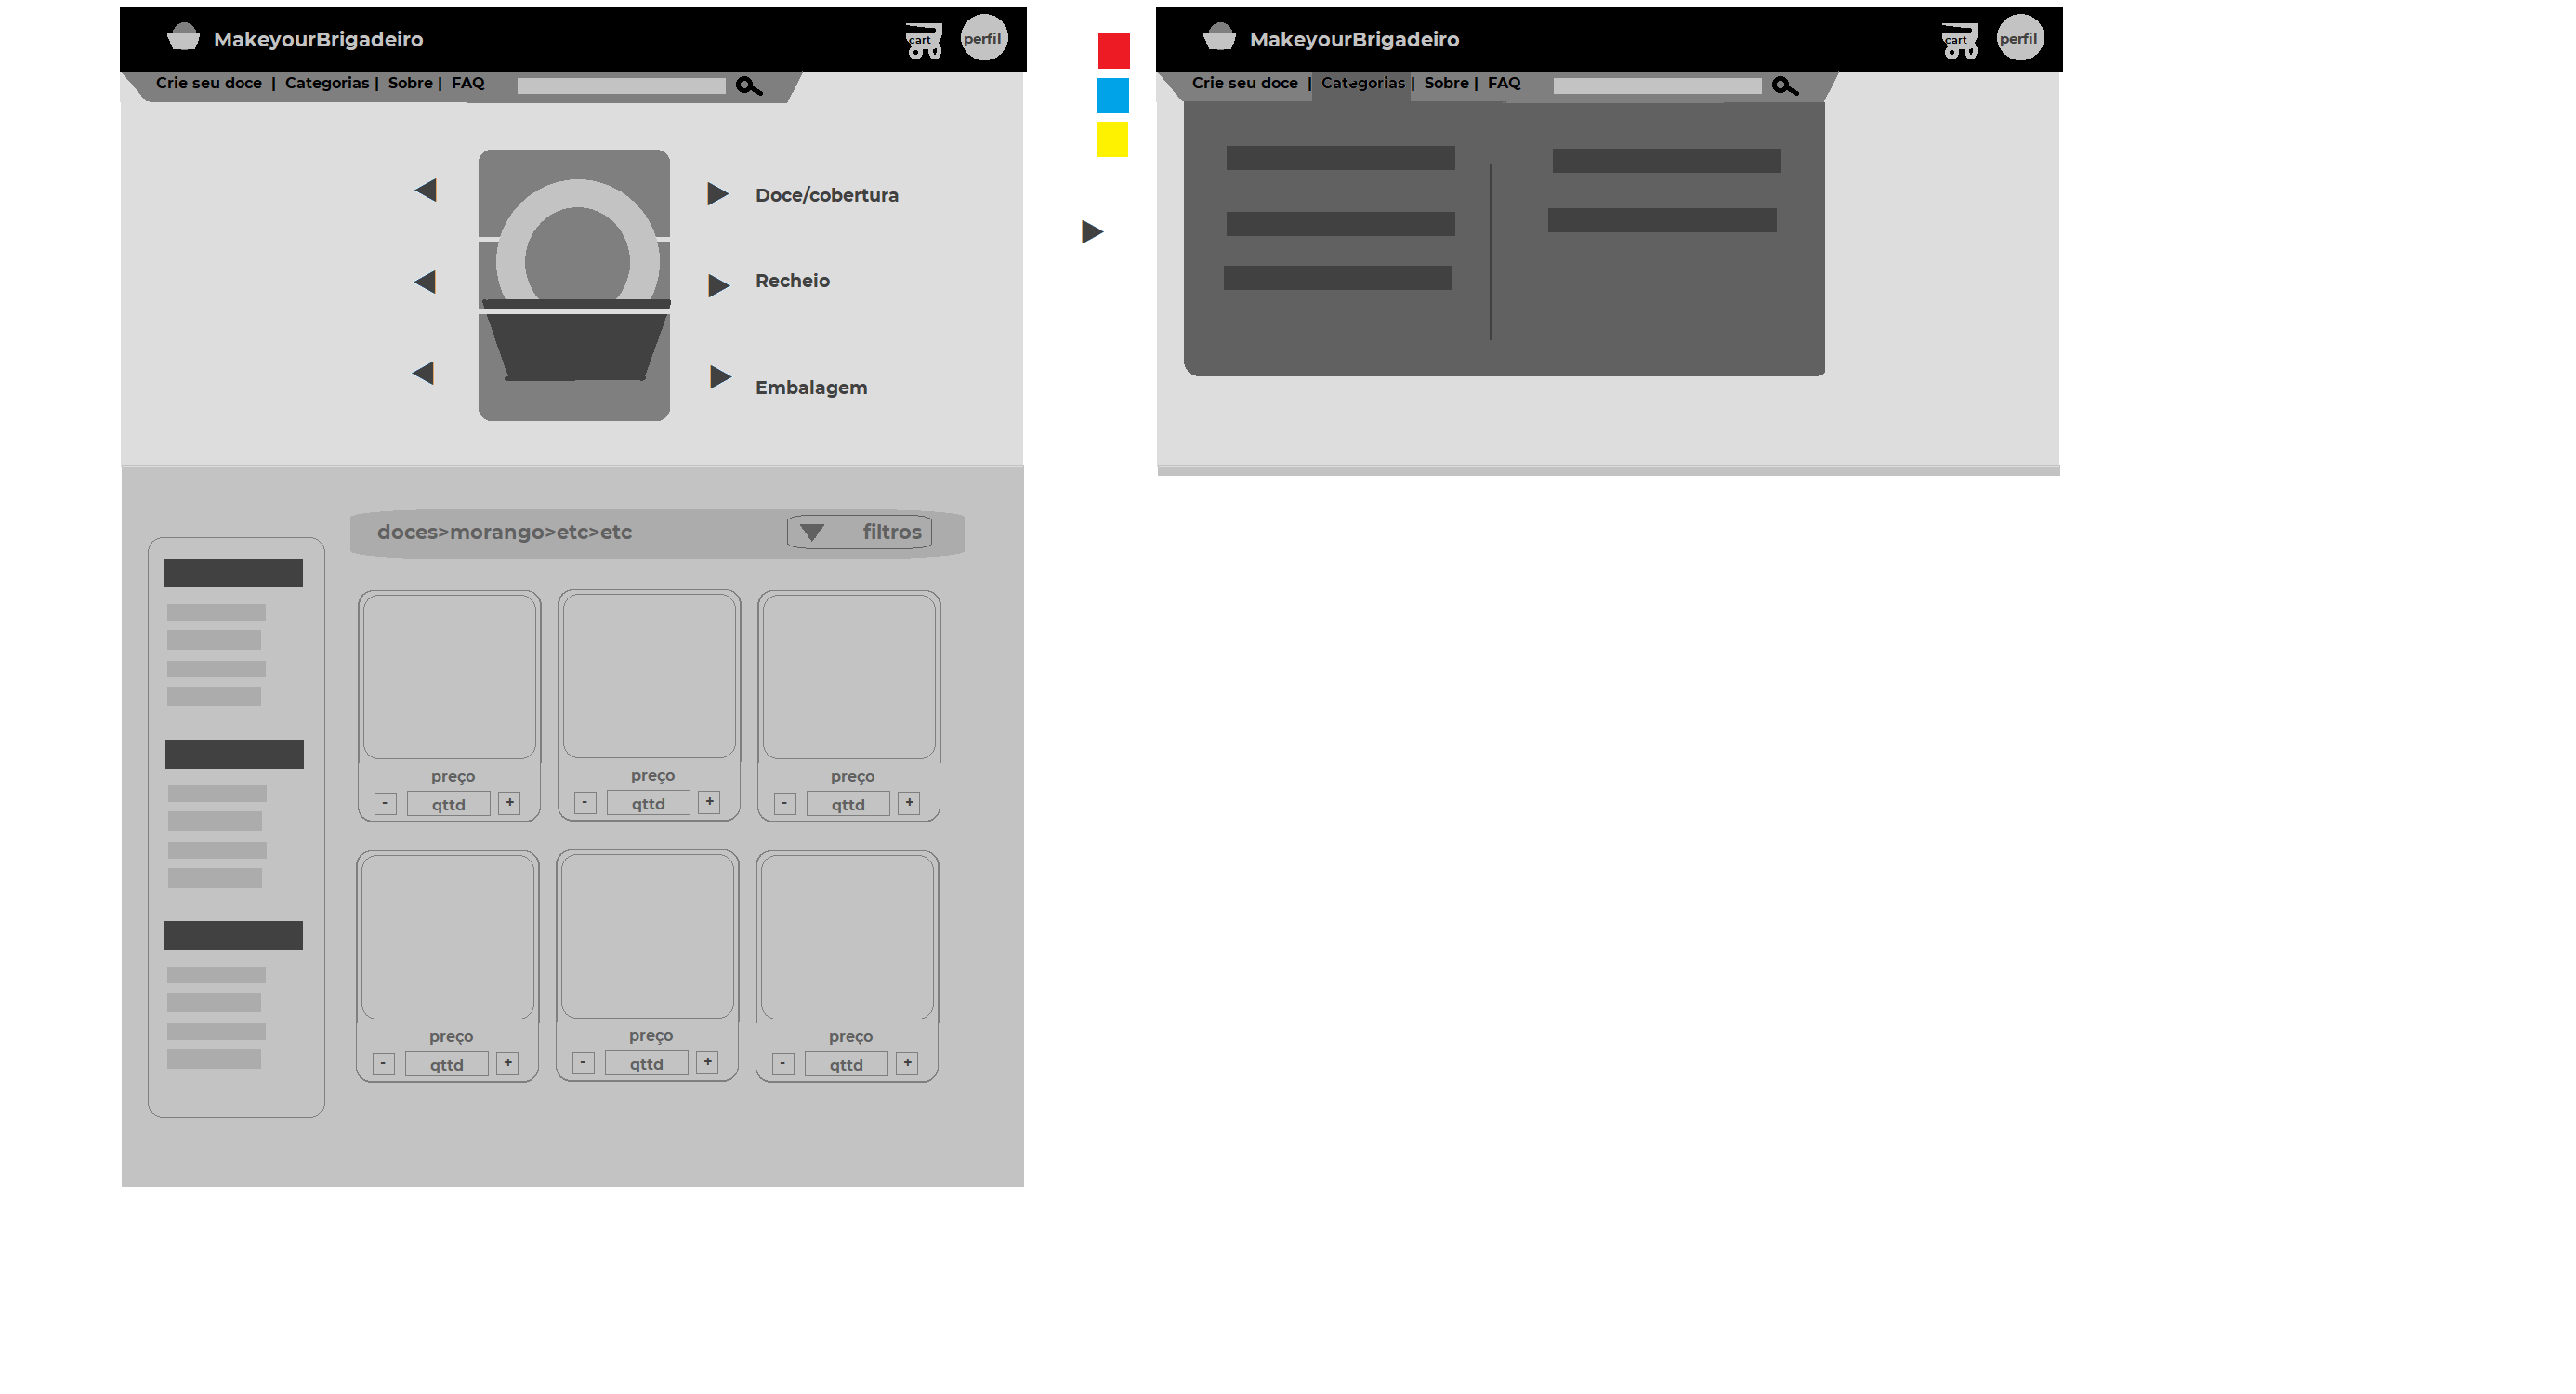 MakeyourBrigadeiro
cart
perfil
Crie seu doce | Categorias | Sobre | FAQ
Doce/cobertura
Recheio
Embalagem
doces>morango>etc>etc
filtros
preço
- qttd +
preço
- qttd +
preço
- qttd +
preço
- qttd +
preço
- qttd +
preço
- qttd +
MakeyourBrigadeiro
cart
perfil
Crie seu doce | Categorias | Sobre | FAQ